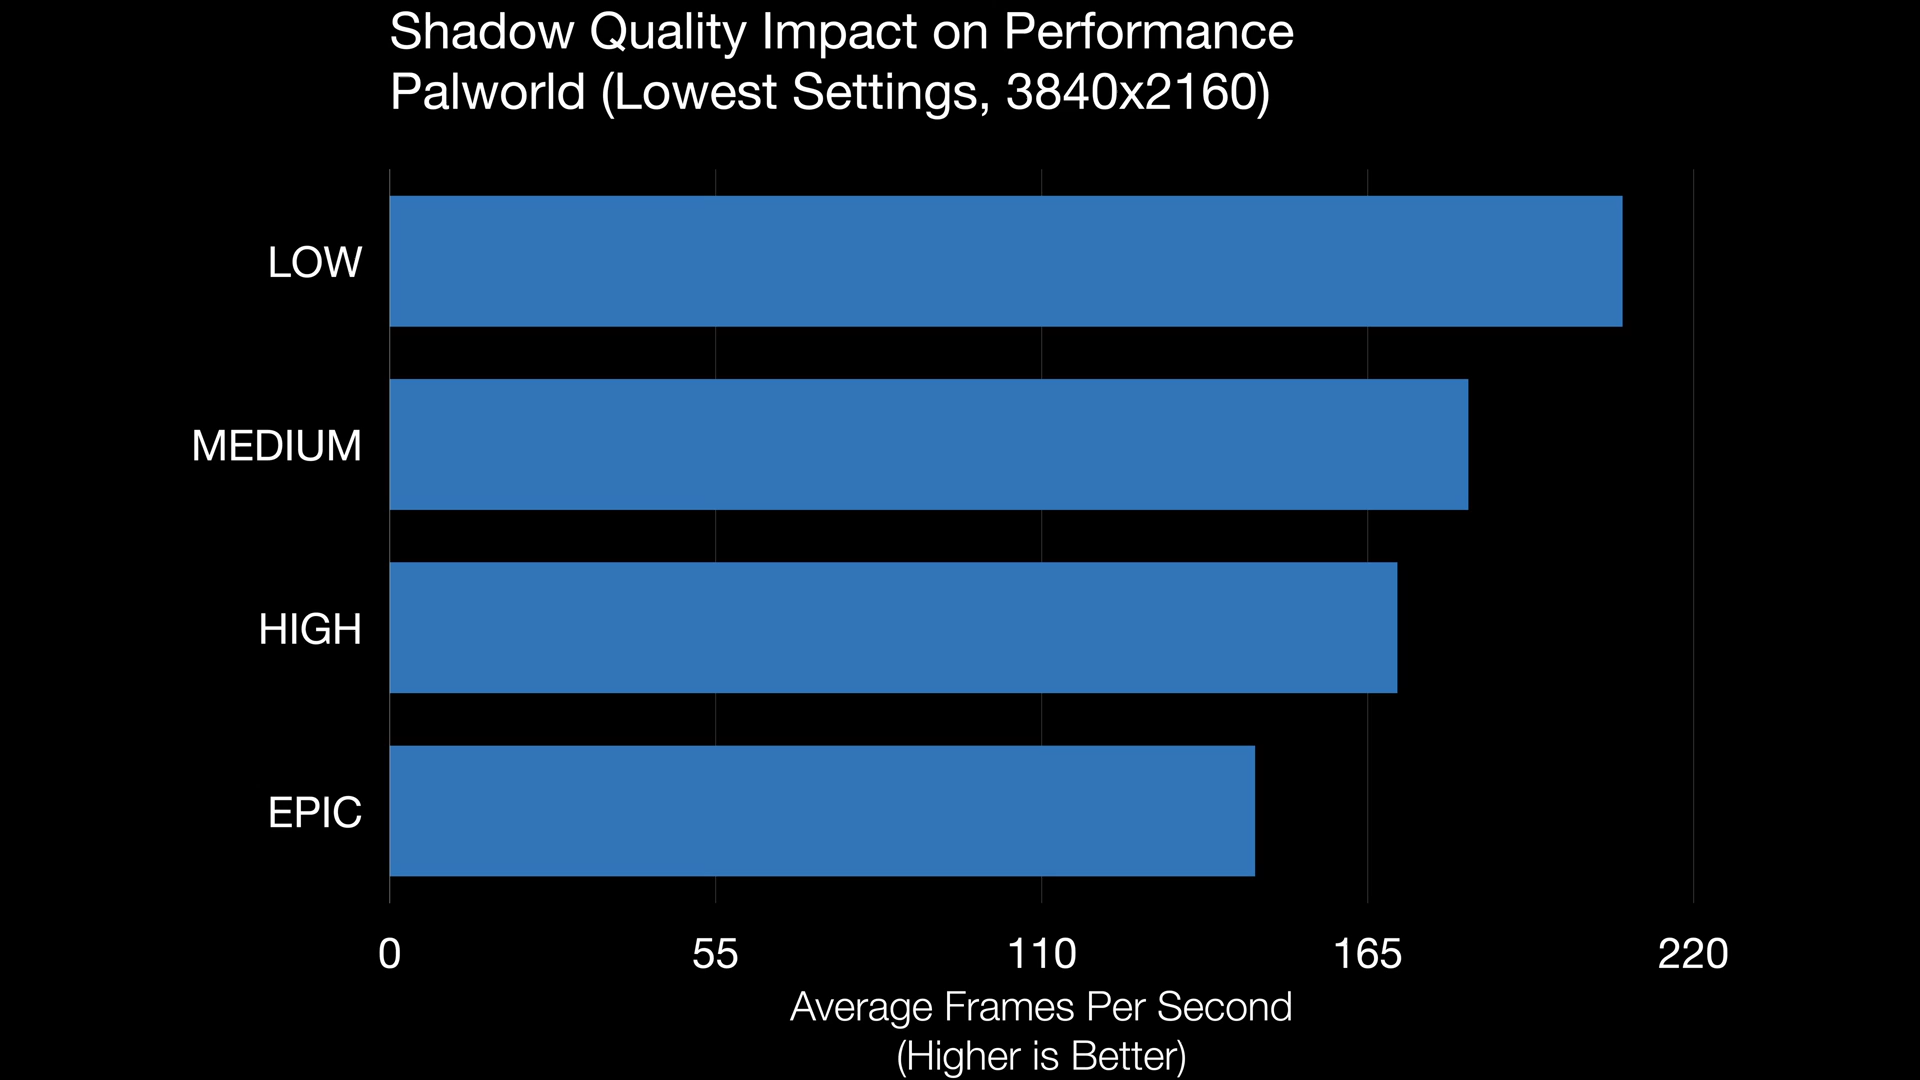 Shadow Quality Impact on Performance
Palworld (Lowest Settings, 3840x2160)
LOW
MEDIUM
HIGH
EPIC
0 55 110 165 220
Average Frames Per Second
(Higher is Better)